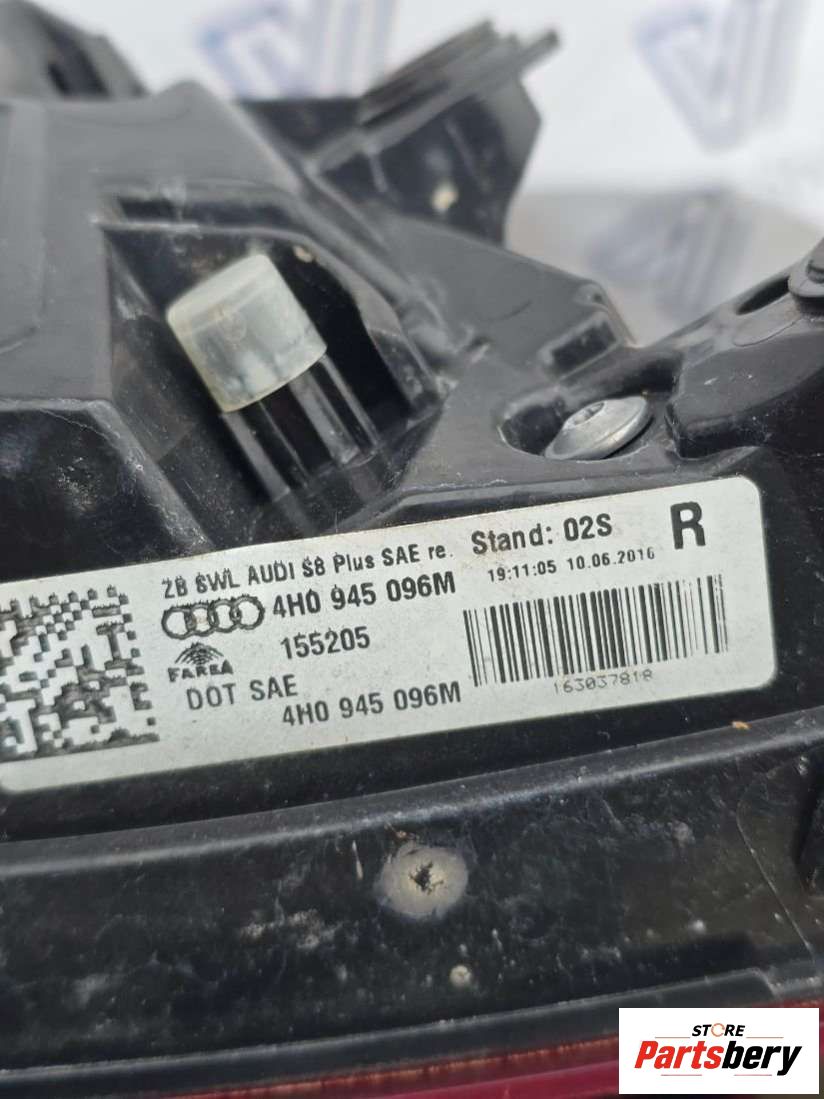 ZB SWL AUDI S8 Plus SAE re. Stand: 02S R
4H0 945 096M 19:11:05 10.06.2016
155205
FARBA
DOT SAE
4H0 945 096M
163037818
STORE
Partsbery